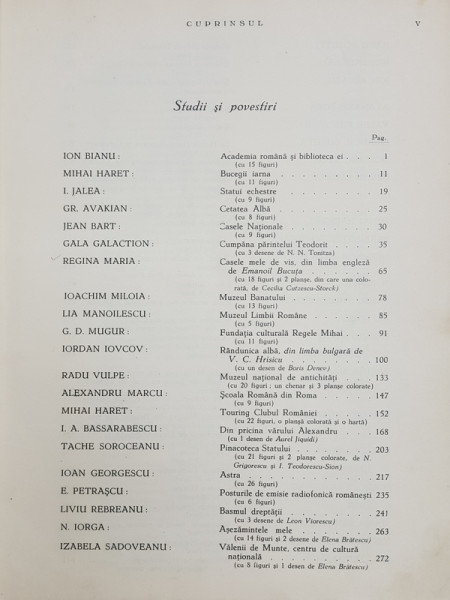 CUPRINSUL V
Studii și povestiri
Pag.
ION BIANU: Academia română și biblioteca ei . . . 1
(cu 15 figuri)
MIHAI HARET: Bucegii iarna . . . . . . . . . 11
(cu 11 figuri)
I. JALEA: Statui echestre . . . . . . . . 19
(cu 9 figuri)
GR. AVAKIAN: Cetatea Albă . . . . . . . . . 25
(cu 8 figuri)
JEAN BART: Casele Naționale . . . . . . . . 30
(cu 9 figuri)
GALA GALACTION: Cumpăna părintelui Teodorit . . . . 35
(cu 3 desene de N. N. Tonitza)
REGINA MARIA: Casele mele de vis, din limba engleză
de Emanoil Bucuța . . . . . . 65
(cu 18 figuri și 2 planșe, din care una colo-
rată, de Cecilia Cuțescu-Storck)
IOACHIM MILOIA: Muzeul Banatului . . . . . . . 78
(cu 13 figuri)
LIA MANOILESCU: Muzeul Limbii Române . . . . . . 85
(cu 5 figuri)
G. D. MUGUR: Fundația culturală Regele Mihai . . . 91
(cu 11 figuri)
IORDAN IOVCOV: Rândunica albă, din limba bulgară de
V. C. Hrisicu . . . . . . . . 100
(cu un desen de Boris Denev)
RADU VULPE: Muzeul național de antichități . . . 133
(cu 20 figuri; un chenar și 3 planșe colorate)
ALEXANDRU MARCU: Școala Română din Roma . . . . 147
(cu 9 figuri)
MIHAI HARET: Touring Clubul României . . . . . 152
(cu 22 figuri, o planșă colorată și o hartă)
I. A. BASSARABESCU: Din pricina vărului Alexandru . . . 168
(cu 1 desen de Aurel Jiquidi)
TACHE SOROCEANU: Pinacoteca Statului . . . . . . 203
(cu 21 figuri și 2 planșe colorate, de N.
Grigorescu și I. Teodorescu-Sion)
IOAN GEORGESCU: Astra . . . . . . . . . . . 217
(cu 26 figuri)
E. PETRAȘCU: Posturile de emisie radiofonică românești 235
(cu 6 figuri)
LIVIU REBREANU: Basmul dreptății . . . . . . . 241
(cu 3 desene de Leon Viorescu)
N. IORGA: Așezămintele mele . . . . . . . 263
(cu 14 figuri și 2 desene de Elena Brătescu)
IZABELA SADOVEANU: Vălenii de Munte, centru de cultură
națională . . . . . . . . . 272
(cu 8 figuri și 1 desen de Elena Brătescu)